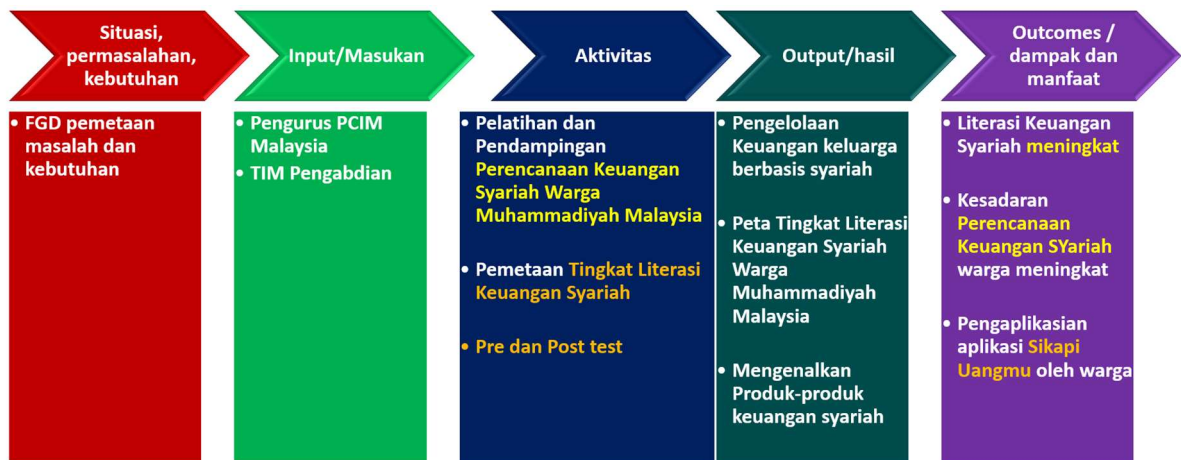 Situasi,
permasalahan,
kebutuhan
Input/Masukan
Aktivitas
Output/hasil
Outcomes /
dampak dan
manfaat
• FGD pemetaan
masalah dan
kebutuhan
• Pengurus PCIM
Malaysia
• TIM Pengabdian
• Pelatihan dan
Pendampingan
Perencanaan Keuangan
Syariah Warga
Muhammadiyah Malaysia
• Pemetaan Tingkat Literasi
Keuangan Syariah
• Pre dan Post test
• Pengelolaan
Keuangan keluarga
berbasis syariah
• Peta Tingkat Literasi
Keuangan Syariah
Warga
Muhammadiyah
Malaysia
• Mengenalkan
Produk-produk
keuangan syariah
• Literasi Keuangan
Syariah meningkat
• Kesadaran
Perencanaan
Keuangan SYariah
warga meningkat
• Pengaplikasian
aplikasi Sikapi
Uangmu oleh warga